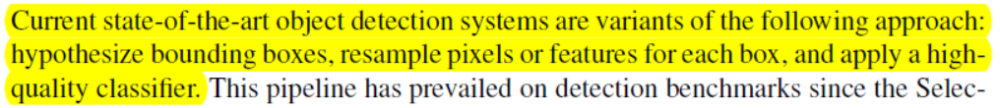 Current state-of-the-art object detection systems are variants of the following approach:
hypothesize bounding boxes, resample pixels or features for each box, and apply a high-
quality classifier. This pipeline has prevailed on detection benchmarks since the Selec-